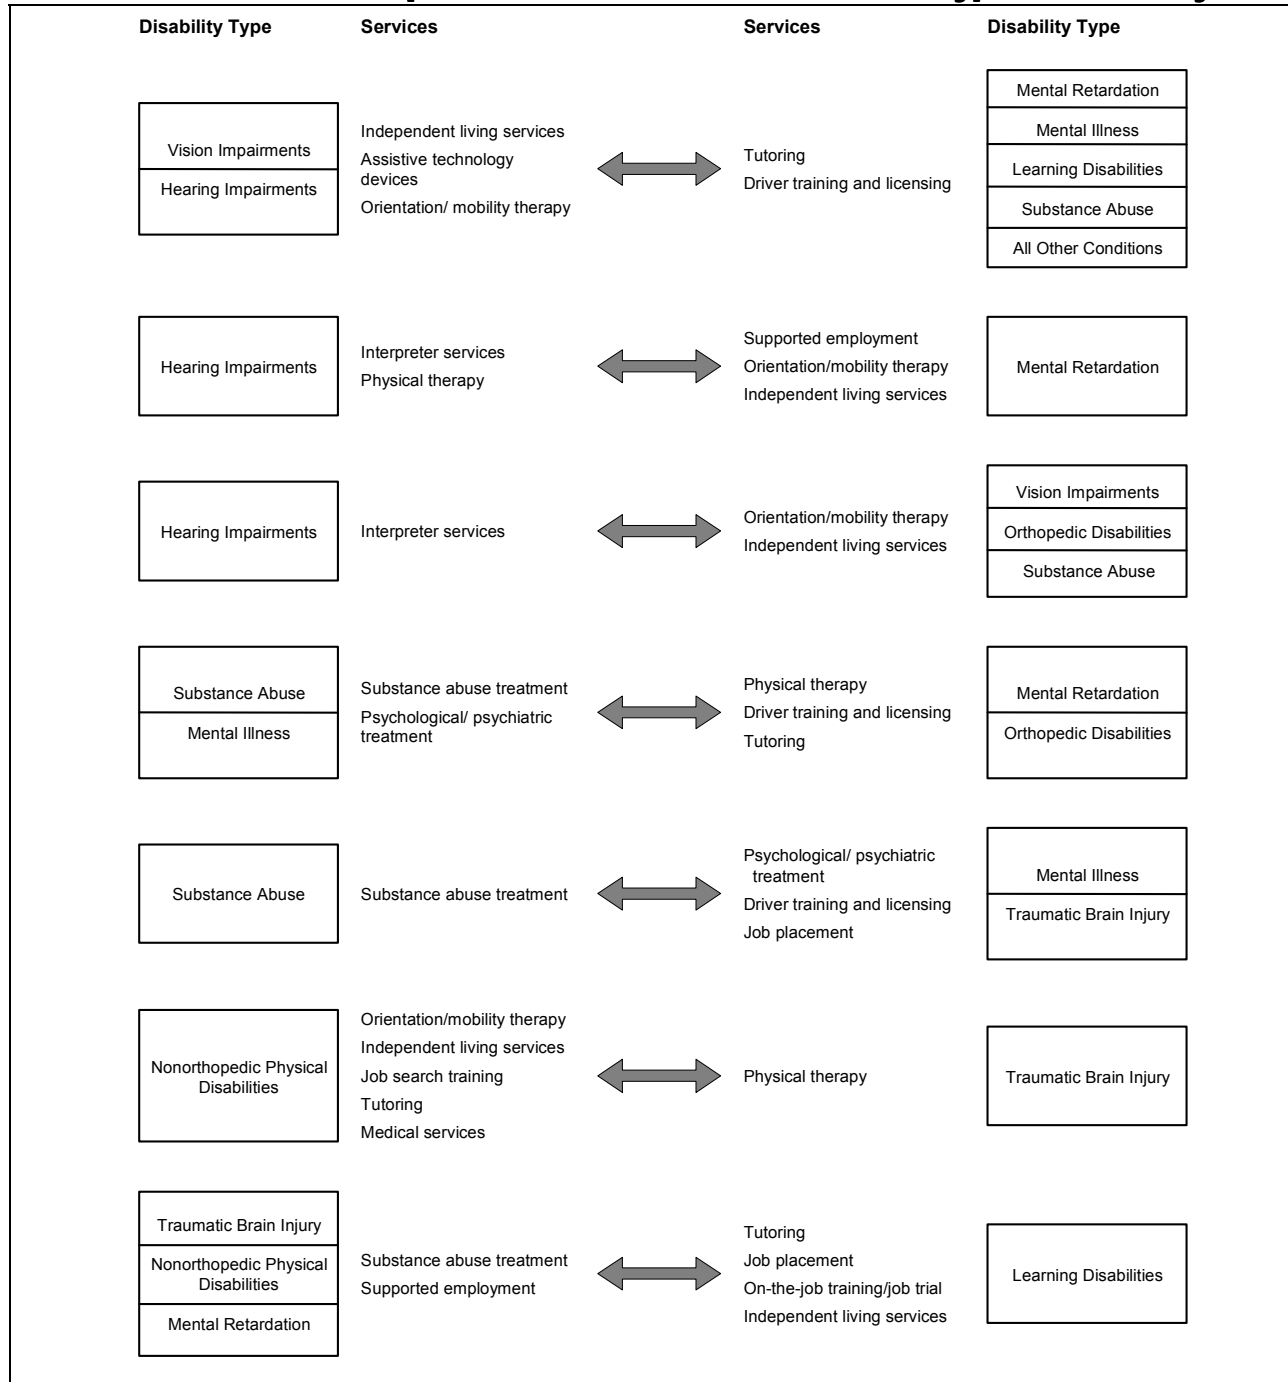 Disability Type Services Services Disability Type
Vision Impairments
Hearing Impairments
Independent living services
Assistive technology
devices
Orientation/ mobility therapy
Tutoring
Driver training and licensing
Mental Retardation
Mental Illness
Learning Disabilities
Substance Abuse
All Other Conditions
Hearing Impairments
Interpreter services
Physical therapy
Supported employment
Orientation/mobility therapy
Independent living services
Mental Retardation
Hearing Impairments
Interpreter services
Orientation/mobility therapy
Independent living services
Vision Impairments
Orthopedic Disabilities
Substance Abuse
Substance Abuse
Mental Illness
Substance abuse treatment
Psychological/ psychiatric
treatment
Physical therapy
Driver training and licensing
Tutoring
Mental Retardation
Orthopedic Disabilities
Substance Abuse
Substance abuse treatment
Psychological/ psychiatric
treatment
Driver training and licensing
Job placement
Mental Illness
Traumatic Brain Injury
Nonorthopedic Physical
Disabilities
Orientation/mobility therapy
Independent living services
Job search training
Tutoring
Medical services
Physical therapy
Traumatic Brain Injury
Traumatic Brain Injury
Nonorthopedic Physical
Disabilities
Mental Retardation
Substance abuse treatment
Supported employment
Tutoring
Job placement
On-the-job training/job trial
Independent living services
Learning Disabilities